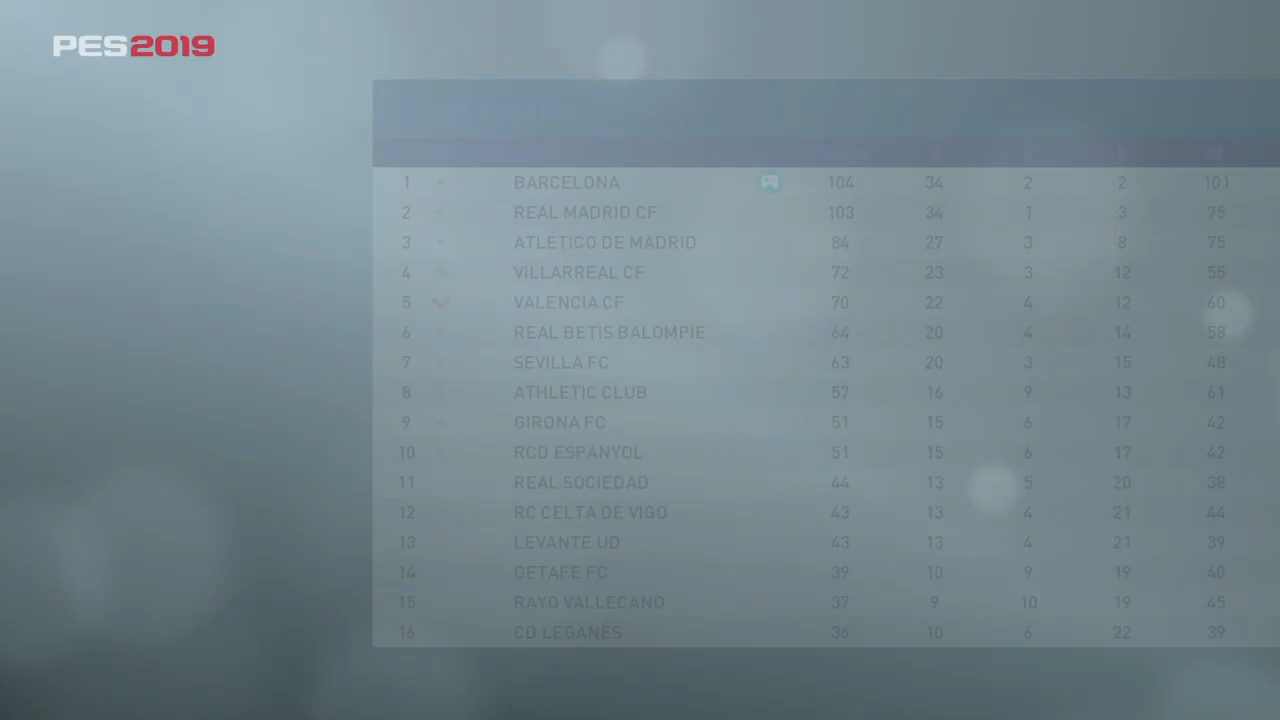 PES2019
1 BARCELONA 104 34 2 2 101
2 REAL MADRID CF 103 34 1 3 75
3 ATLÉTICO DE MADRID 84 27 3 8 75
4 VILLARREAL CF 72 23 3 12 55
5 VALENCIA CF 70 22 4 12 60
6 REAL BETIS BALOMPIÉ 64 20 4 14 58
7 SEVILLA FC 63 20 3 15 48
8 ATHLETIC CLUB 57 16 9 13 61
9 GIRONA FC 51 15 6 17 42
10 RCD ESPANYOL 51 15 6 17 42
11 REAL SOCIEDAD 44 13 5 20 38
12 RC CELTA DE VIGO 43 13 4 21 44
13 LEVANTE UD 43 13 4 21 39
14 GETAFE FC 39 10 9 19 40
15 RAYO VALLECANO 37 9 10 19 45
16 CD LEGANÉS 36 10 6 22 39